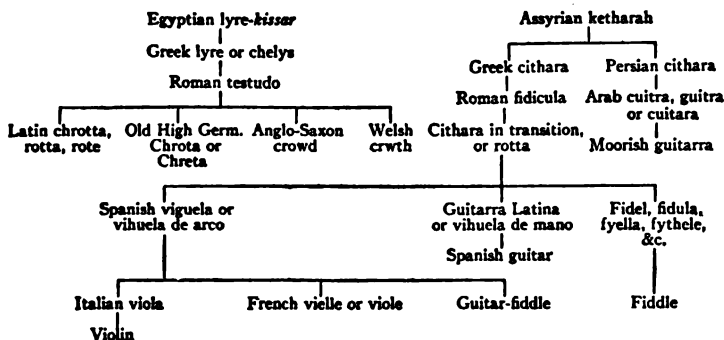 Egyptian lyre-kissar
Assyrian ketharah
Greek lyre or chelys
Roman testudo
Greek cithara
Persian cithara
Roman fidicula
Arab cuitra, guitra
or cuitara
Latin chrotta,
rotta, rote
Old High Germ.
Chrota or
Chreta
Anglo-Saxon
crowd
Welsh
crwth
Cithara in transition,
or rotta
Moorish guitarra
Spanish viguela or
vihuela de arco
Guitarra Latina
or vihuela de mano
Spanish guitar
Fidel, fidula,
fyella, fythele,
&c.
Italian viola
French vielle or viole
Guitar-fiddle
Fiddle
Violin